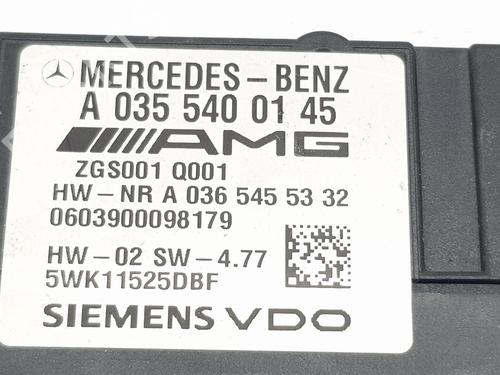 MERCEDES-BENZ
A 035 540 01 45
AMG
ZGS001 Q001
HW-NR A 036 545 53 32
0603900098179
HW-02 SW-4.77
5WK11525DBF
SIEMENS VDO